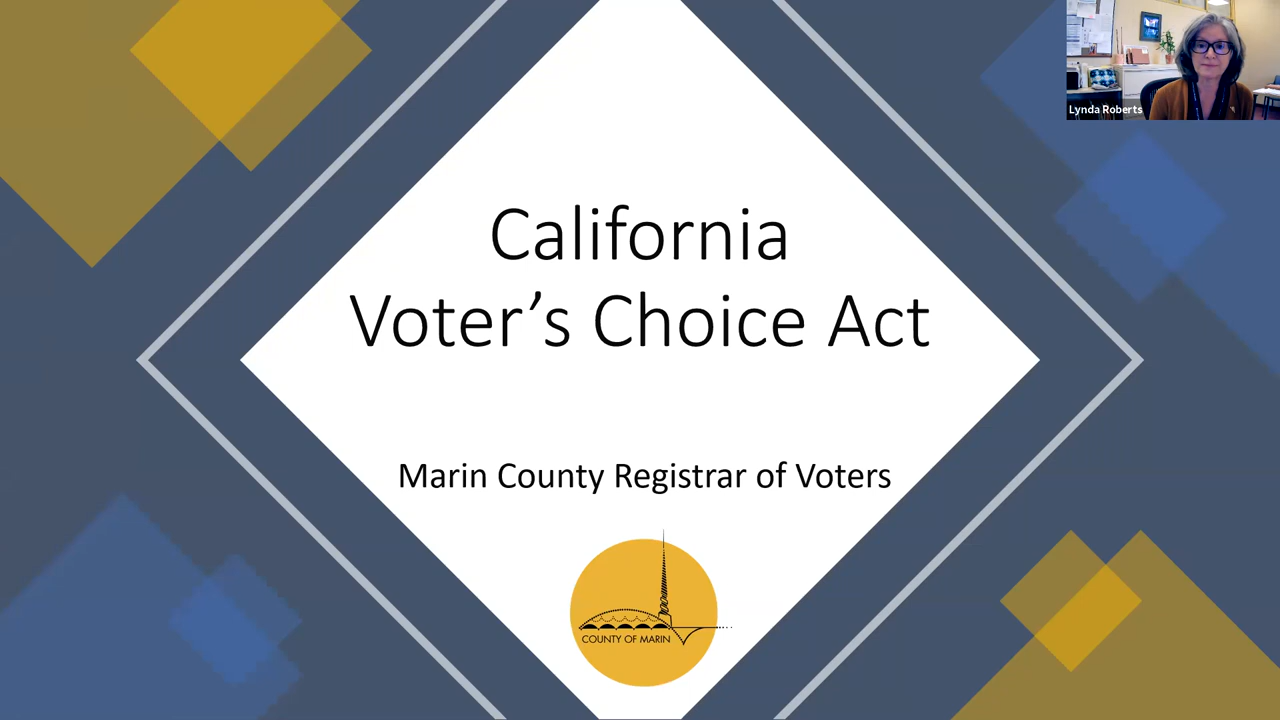 Lynda Roberts
California
Voter’s Choice Act
Marin County Registrar of Voters
COUNTY OF MARIN